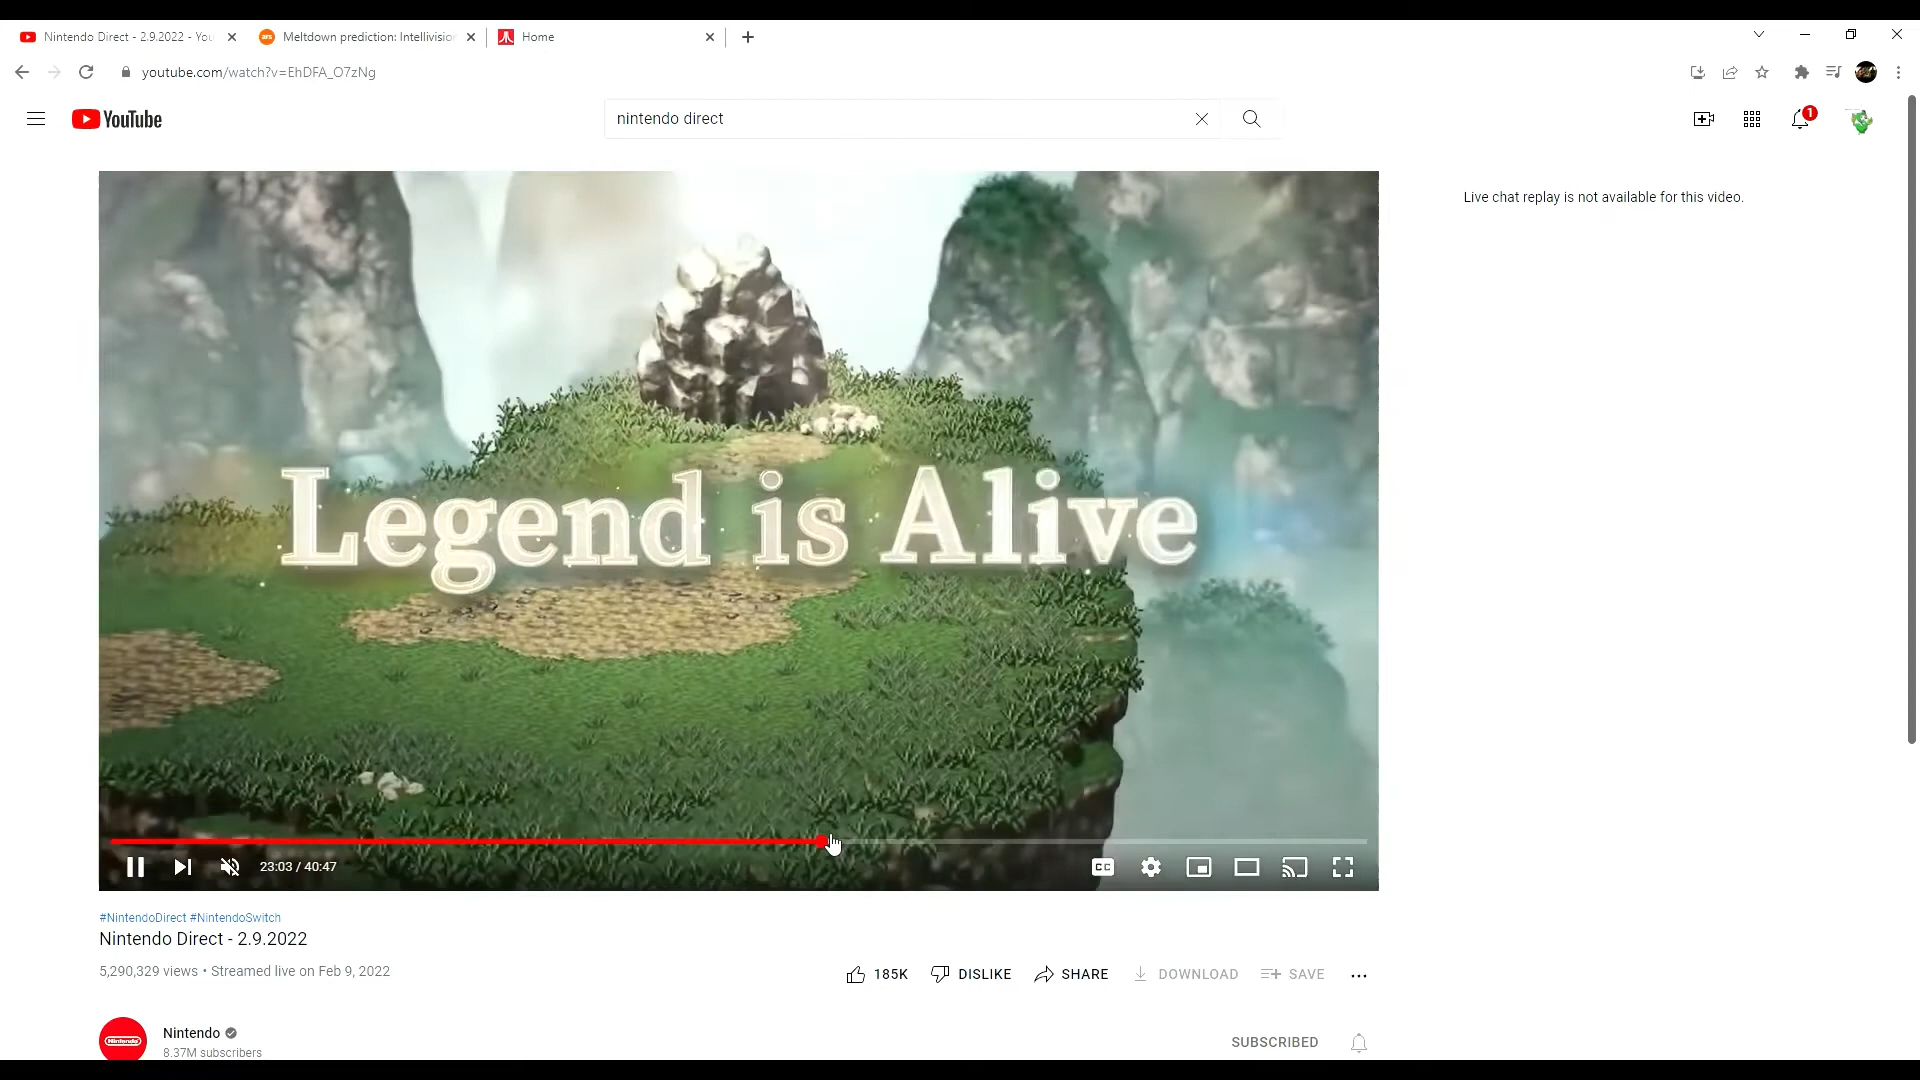 Nintendo Direct - 2.9.2022 - You
Meltdown prediction: Intellivision
Home
youtube.com/watch?v=EhDFA_O7zNg
YouTube
nintendo direct
1
Live chat replay is not available for this video.
Legend is Alive
23:03 / 40:47
CC
#NintendoDirect #NintendoSwitch
Nintendo Direct - 2.9.2022
5,290,329 views • Streamed live on Feb 9, 2022
185K DISLIKE SHARE DOWNLOAD SAVE
Nintendo
Nintendo
8.37M subscribers
SUBSCRIBED